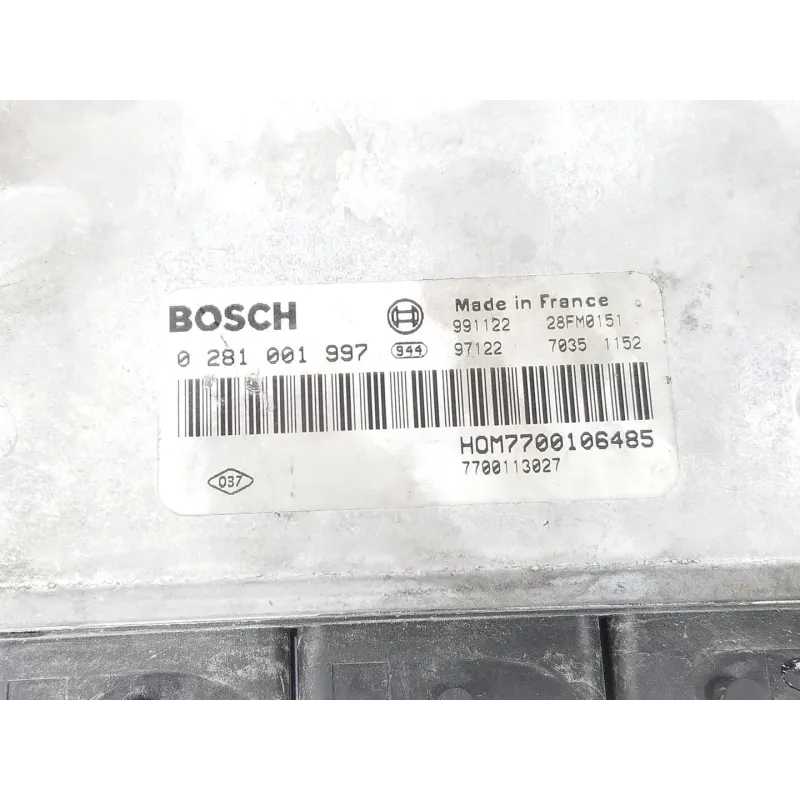 BOSCH Made in France
991122 28FM0151
0 281 001 997 944 97122 7035 1152
HOM7700106485
7700113027
037